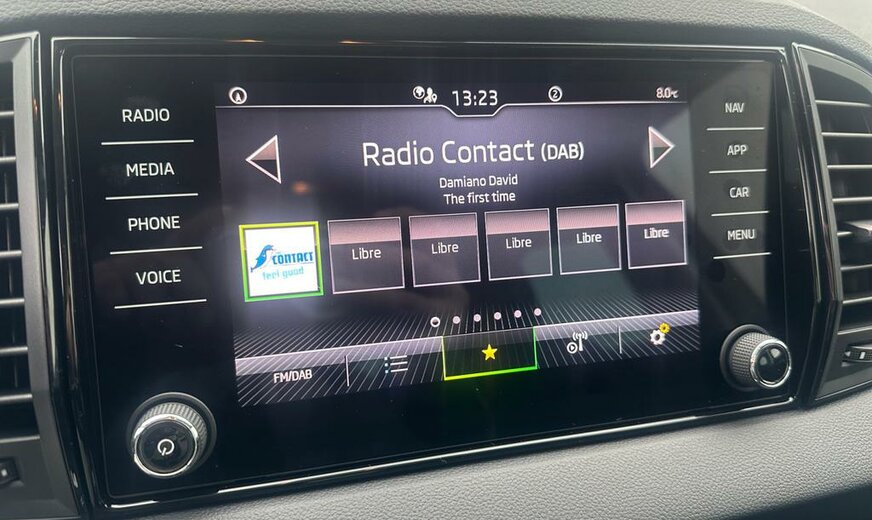 RADIO
MEDIA
PHONE
VOICE
13:23
2
8.0°C
Radio Contact (DAB)
Damiano David
The first time
CONTACT
feel good
Libre
Libre
Libre
Libre
Libre
FM/DAB
NAV
APP
CAR
MENU